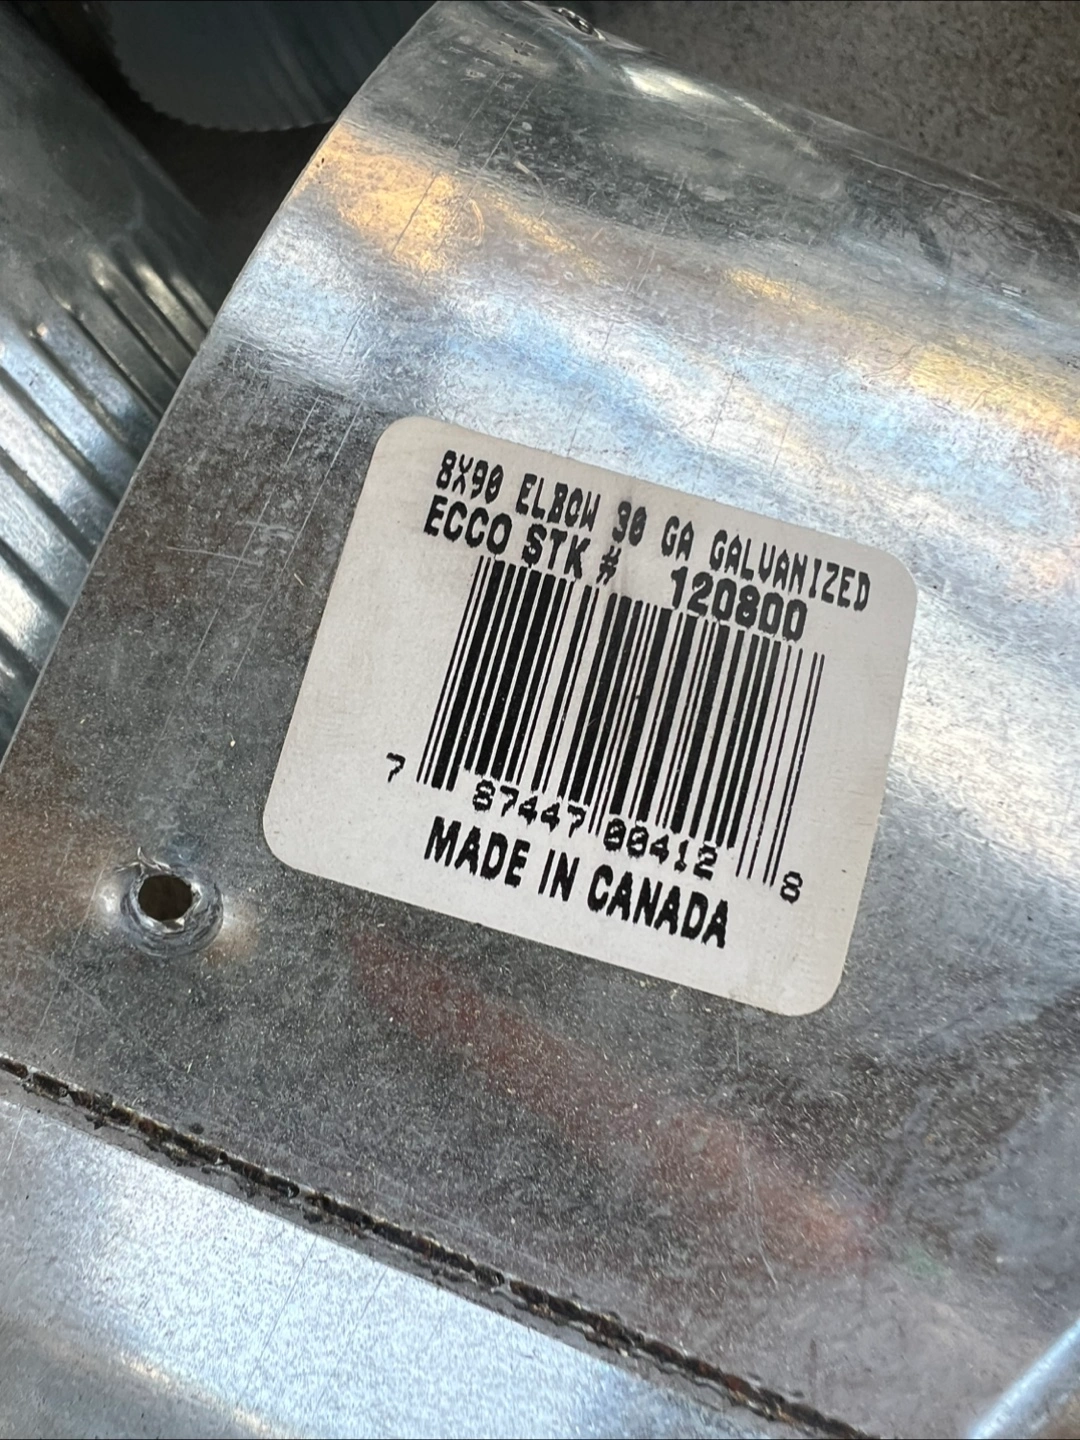 8X90 ELBOW 30 GA GALVANIZED
ECCO STK # 120800
7 87447 00412 8
MADE IN CANADA